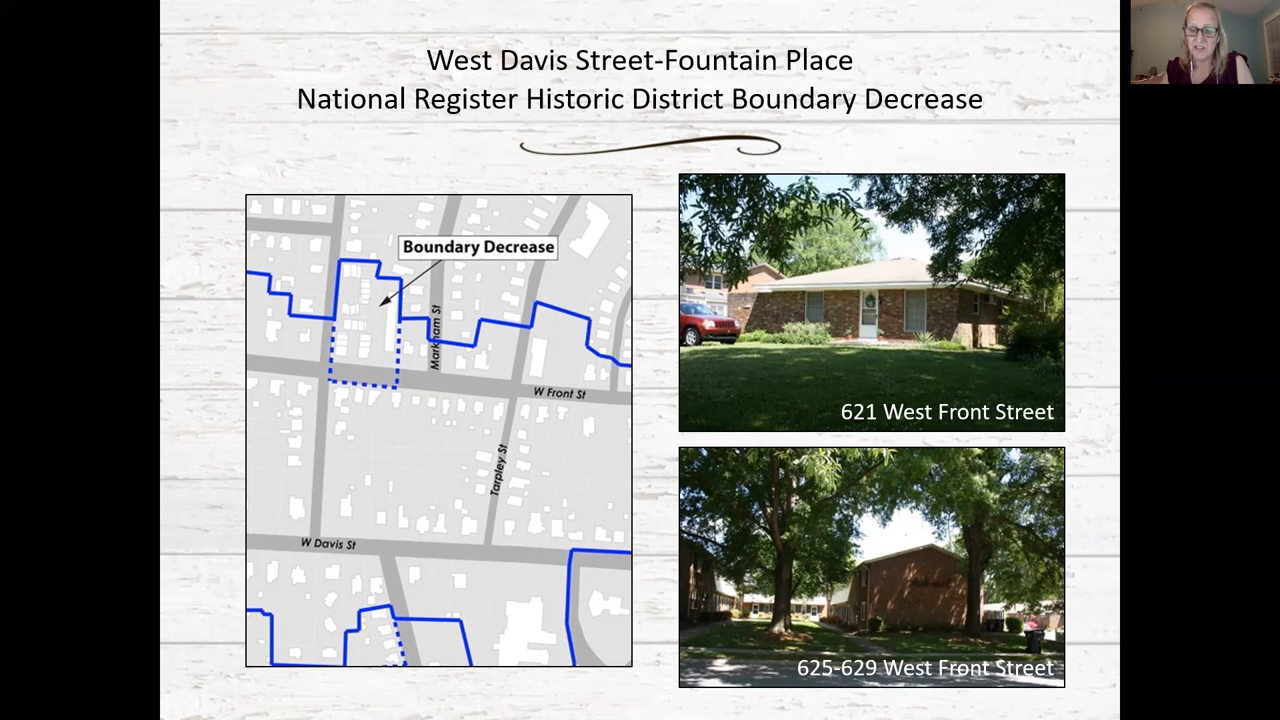 West Davis Street-Fountain Place
National Register Historic District Boundary Decrease
Boundary Decrease
Markham St
W Front St
Tarpley St
W Davis St
621 West Front Street
625-629 West Front Street